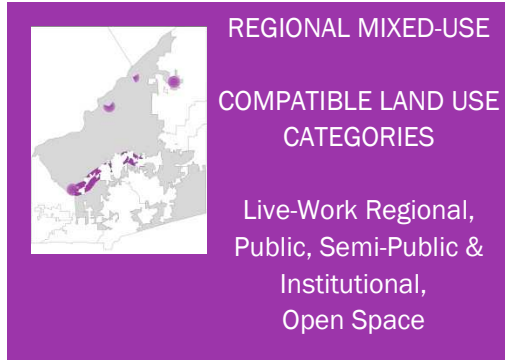 REGIONAL MIXED-USE
COMPATIBLE LAND USE
CATEGORIES
Live-Work Regional,
Public, Semi-Public &
Institutional,
Open Space